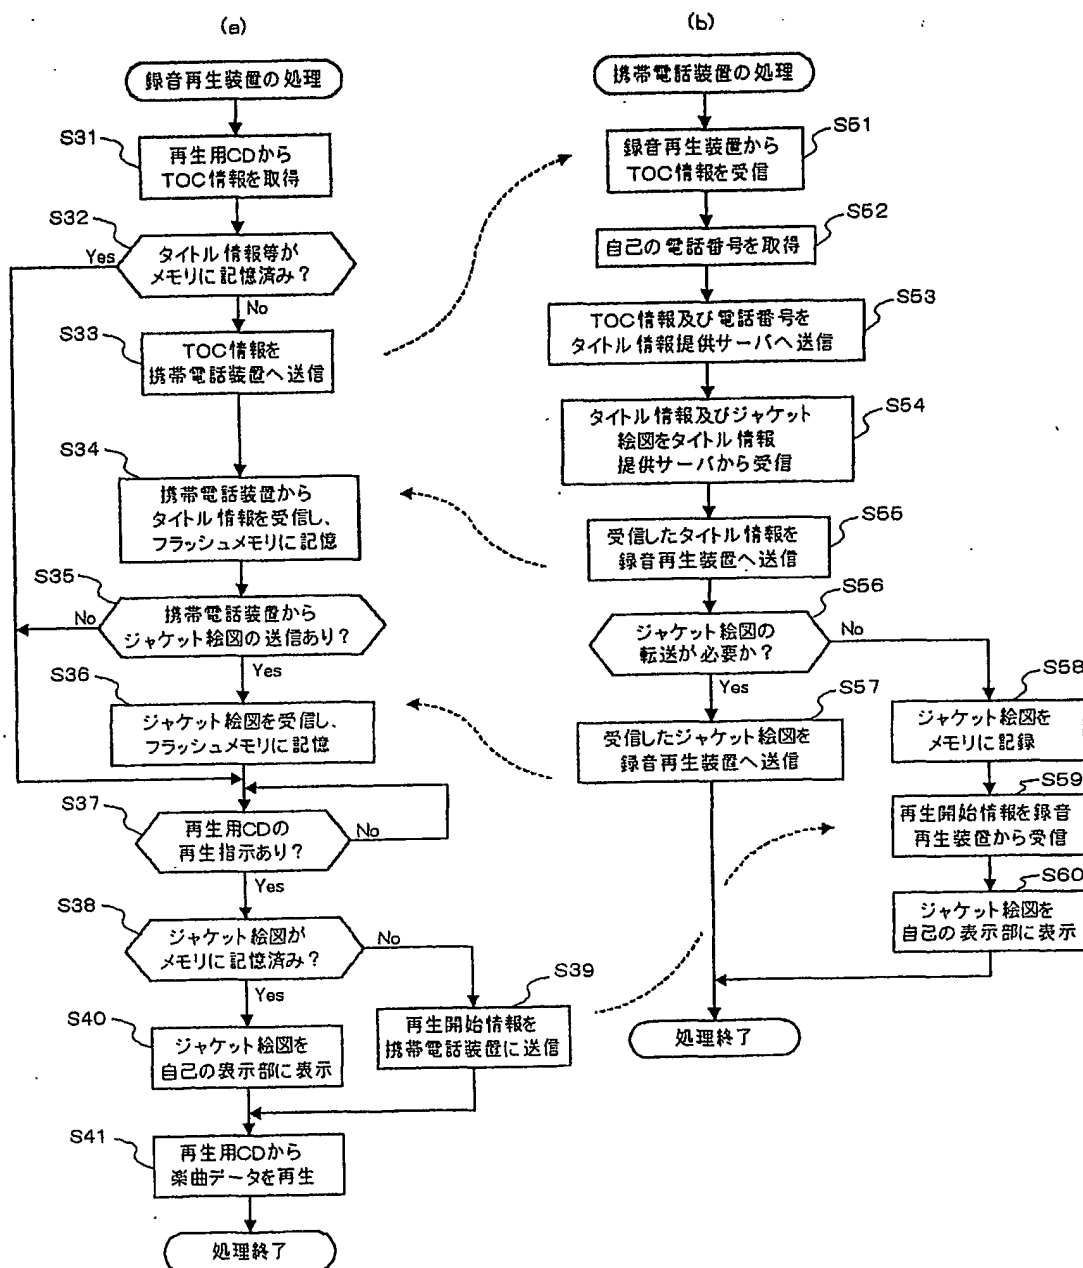 (a)
録音再生装置の処理
S31
再生用CDから
TOC情報を取得
S32
タイトル情報等が
メモリに記憶済み？
Yes
No
S33
TOC情報を
携帯電話装置へ送信
S34
携帯電話装置から
タイトル情報を受信し、
フラッシュメモリに記憶
S35
携帯電話装置から
ジャケット絵図の送信あり？
No
Yes
S36
ジャケット絵図を受信し、
フラッシュメモリに記憶
S37
再生用CDの
再生指示あり？
No
Yes
S38
ジャケット絵図が
メモリに記憶済み？
No
Yes
S39
再生開始情報を
携帯電話装置に送信
S40
ジャケット絵図を
自己の表示部に表示
S41
再生用CDから
楽曲データを再生
処理終了
(b)
携帯電話装置の処理
S51
録音再生装置から
TOC情報を受信
S52
自己の電話番号を取得
S53
TOC情報及び電話番号を
タイトル情報提供サーバへ送信
S54
タイトル情報及びジャケット
絵図をタイトル情報
提供サーバから受信
S55
受信したタイトル情報を
録音再生装置へ送信
S56
ジャケット絵図の
転送が必要か？
No
Yes
S57
受信したジャケット絵図を
録音再生装置へ送信
S58
ジャケット絵図を
メモリに記録
S59
再生開始情報を録音
再生装置から受信
S60
ジャケット絵図を
自己の表示部に表示
処理終了